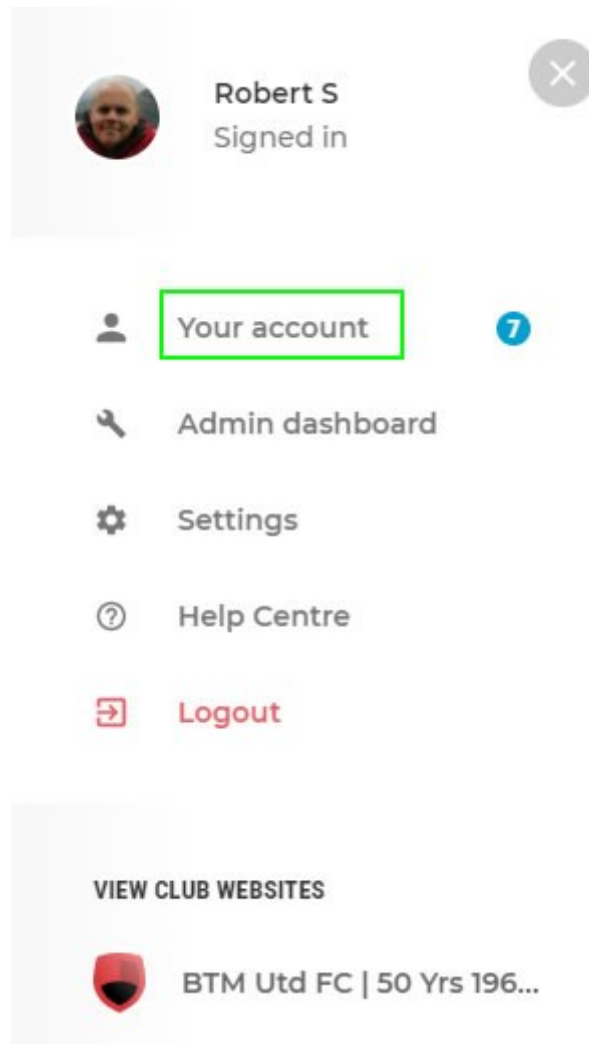 Robert S
Signed in
Your account
7
Admin dashboard
Settings
Help Centre
Logout
VIEW CLUB WEBSITES
BTM Utd FC | 50 Yrs 196...